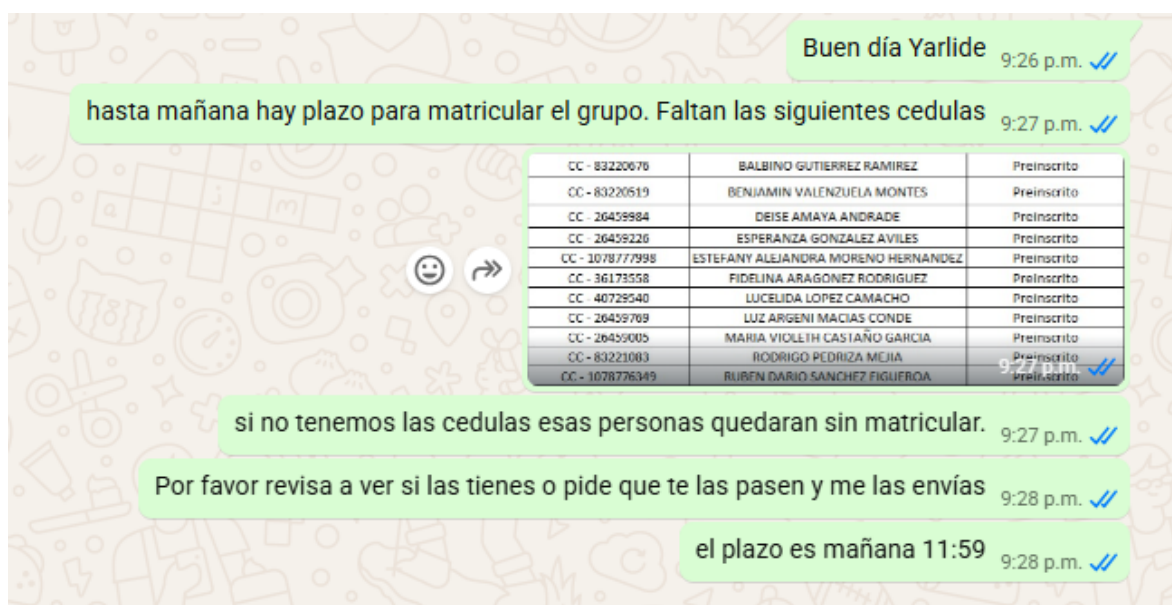 Buen día Yarlide 9:26 p.m.
hasta mañana hay plazo para matricular el grupo. Faltan las siguientes cedulas 9:27 p.m.
CC - 83220676 BALBINO GUTIERREZ RAMIREZ Preinscrito
CC - 83220519 BENJAMIN VALENZUELA MONTES Preinscrito
CC - 26459984 DEISE AMAYA ANDRADE Preinscrito
CC - 26459226 ESPERANZA GONZALEZ AVILES Preinscrito
CC - 1078777998 ESTEFANY ALEJANDRA MORENO HERNANDEZ Preinscrito
CC - 36173558 FIDELINA ARAGONEZ RODRIGUEZ Preinscrito
CC - 40729540 LUCELIDA LOPEZ CAMACHO Preinscrito
CC - 26459769 LUZ ARGENI MACIAS CONDE Preinscrito
CC - 26459005 MARIA VIOLETH CASTAÑO GARCIA Preinscrito
CC - 83221083 RODRIGO PEDRIZA MEJIA Preinscrito
9:27 p.m.
CC - 1078776349 RUBEN DARIO SANCHEZ FIGUEROA Preinscrito
si no tenemos las cedulas esas personas quedaran sin matricular. 9:27 p.m.
Por favor revisa a ver si las tienes o pide que te las pasen y me las envías 9:28 p.m.
el plazo es mañana 11:59 9:28 p.m.